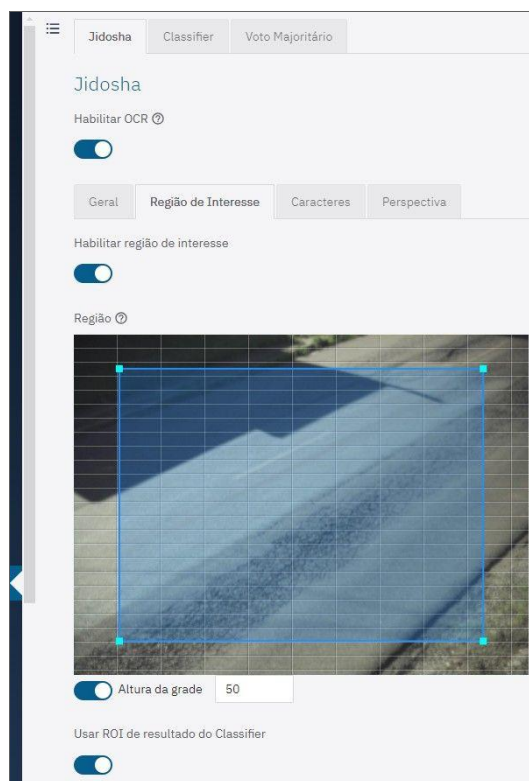 Jidosha Classifier Voto Majoritário
Jidosha
Habilitar OCR
Geral Região de Interesse Caracteres Perspectiva
Habilitar região de interesse
Região
Altura da grade 50
Usar ROI de resultado do Classifier